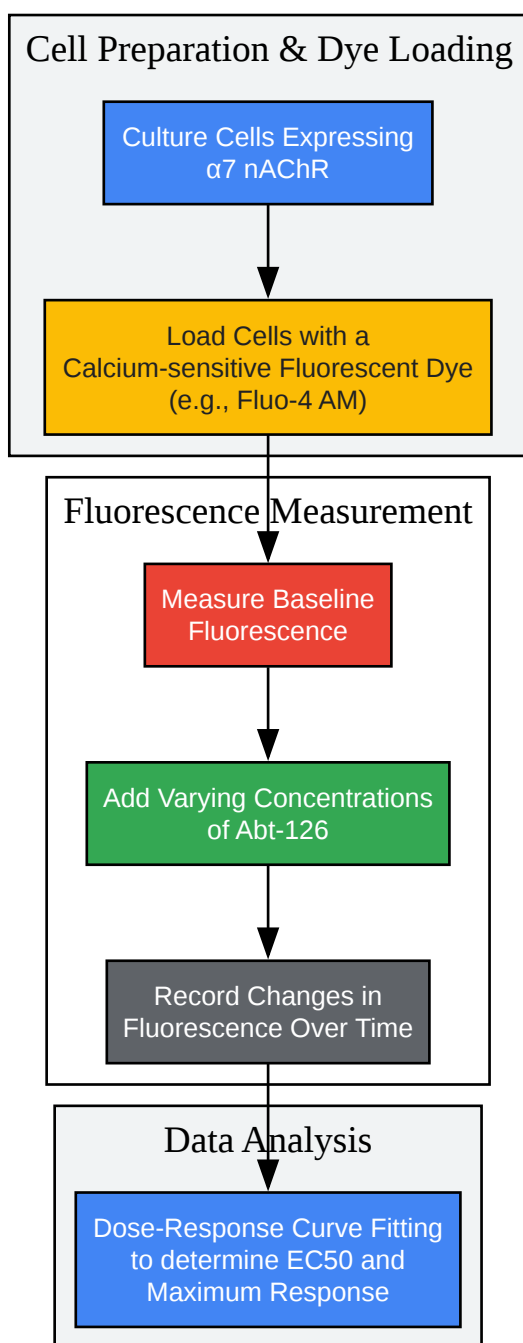 Cell Preparation & Dye Loading
Culture Cells Expressing
α7 nAChR
Load Cells with a
Calcium-sensitive Fluorescent Dye
(e.g., Fluo-4 AM)
Fluorescence Measurement
Measure Baseline
Fluorescence
Add Varying Concentrations
of Abt-126
Record Changes in
Fluorescence Over Time
Data Analysis
Dose-Response Curve Fitting
to determine EC50 and
Maximum Response